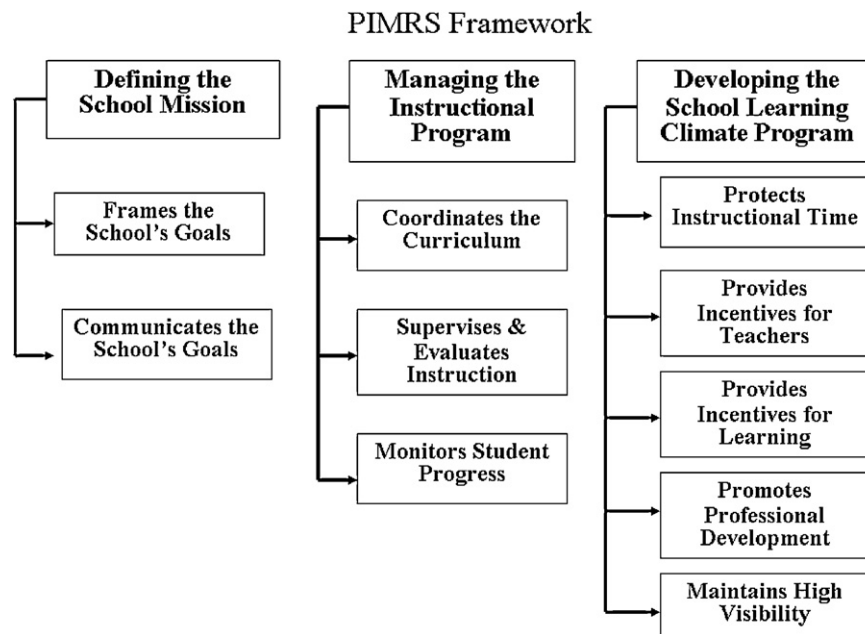 PIMRS Framework
Defining the
School Mission
Frames the
School's Goals
Communicates the
School's Goals
Managing the
Instructional
Program
Coordinates the
Curriculum
Supervises &
Evaluates
Instruction
Monitors Student
Progress
Developing the
School Learning
Climate Program
Protects
Instructional Time
Provides
Incentives for
Teachers
Provides
Incentives for
Learning
Promotes
Professional
Development
Maintains High
Visibility